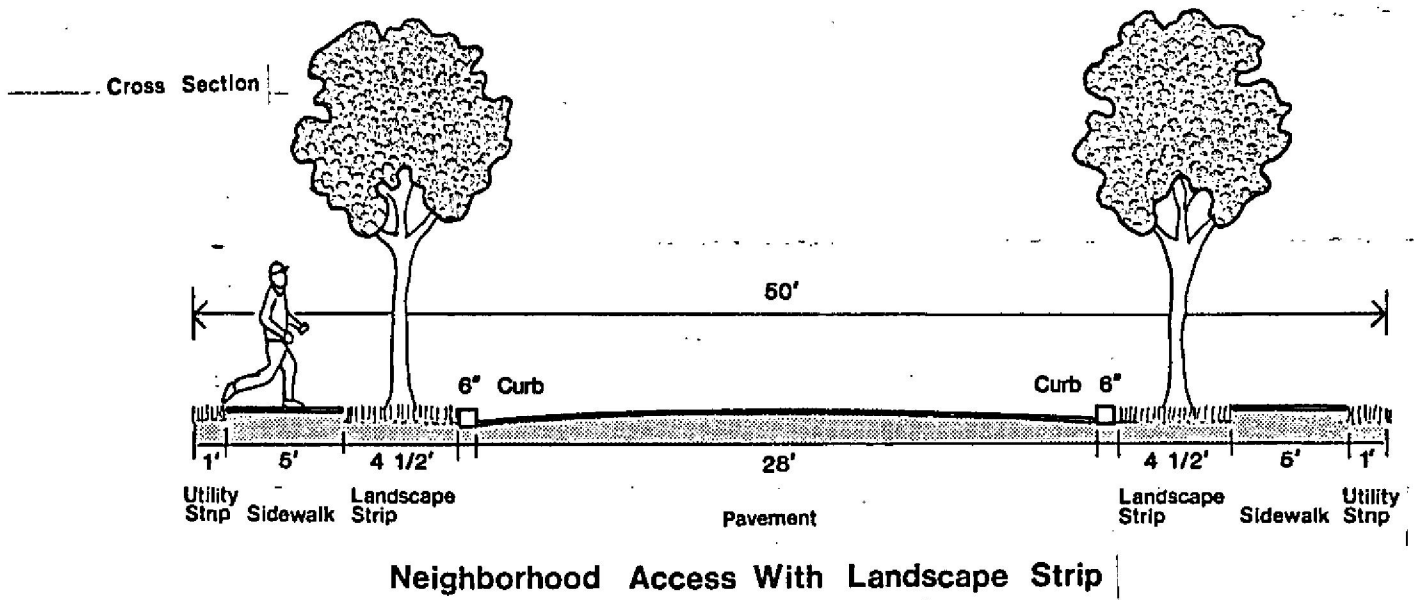 Cross Section
50'
6" Curb
Curb 6"
1' 5' 4 1/2' 28' 4 1/2' 5' 1'
Utility Strip
Sidewalk
Landscape Strip
Pavement
Landscape Strip
Sidewalk
Utility Strip
Neighborhood Access With Landscape Strip